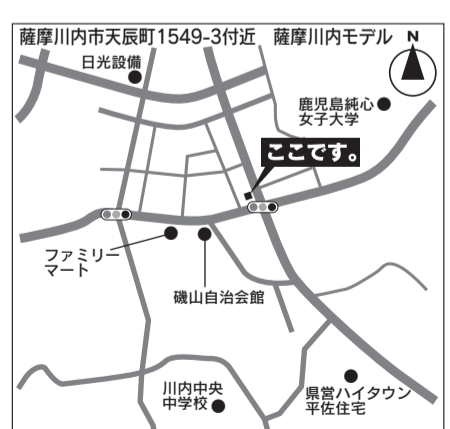 薩摩川内市天辰町1549-3付近　薩摩川内モデル
N
日光設備
鹿児島純心
女子大学
ここです。
ファミリー
マート
磯山自治会館
川内中央
中学校
県営ハイタウン
平佐住宅